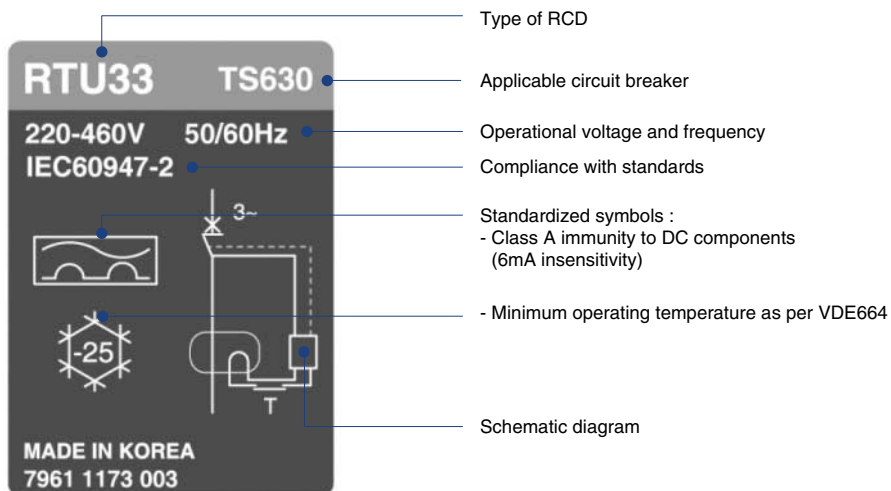 Type of RCD
RTU33 TS630
Applicable circuit breaker
220-460V 50/60Hz
Operational voltage and frequency
IEC60947-2
Compliance with standards
3~
Standardized symbols :
- Class A immunity to DC components
(6mA insensitivity)
- Minimum operating temperature as per VDE664
-25
T
Schematic diagram
MADE IN KOREA
7961 1173 003